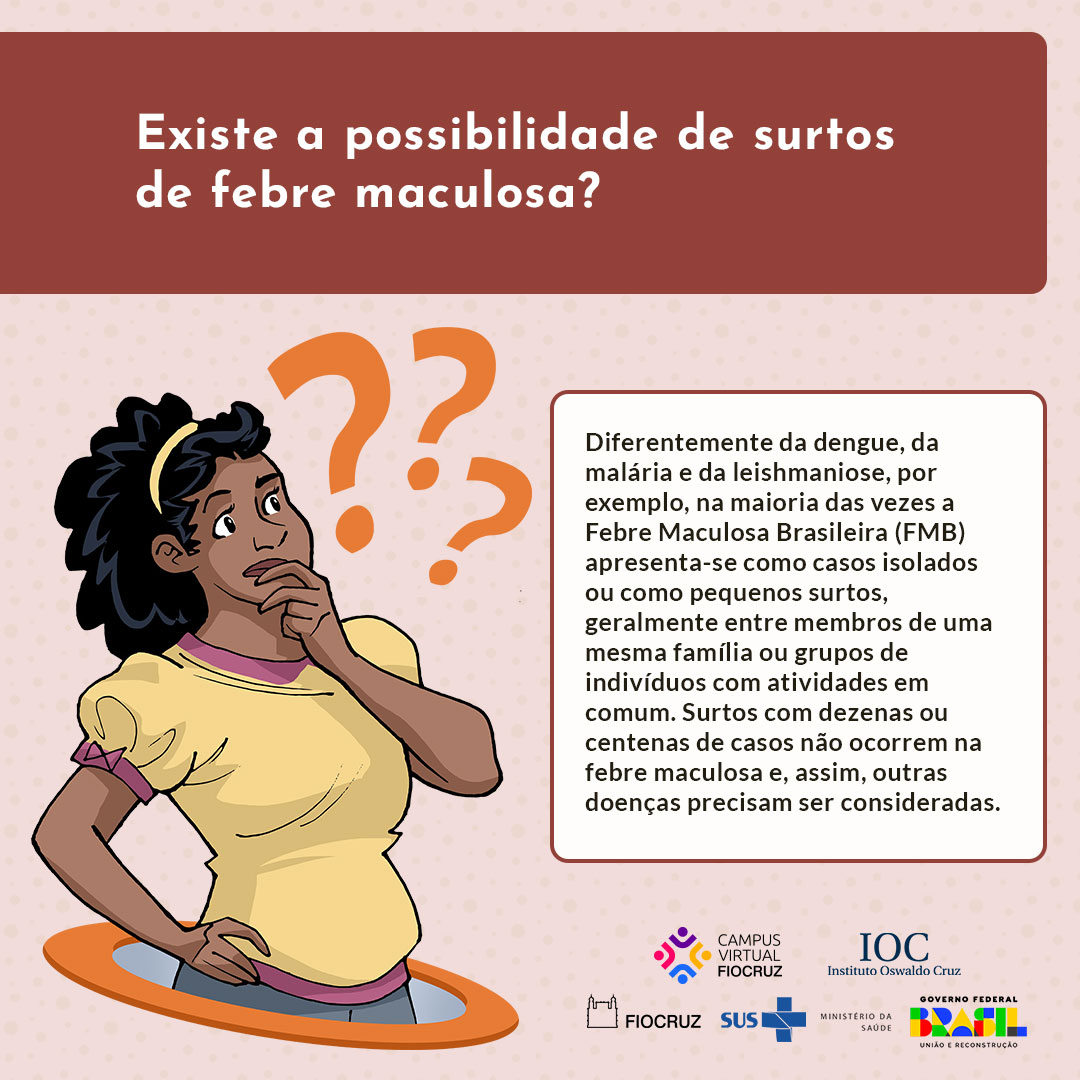 Existe a possibilidade de surtos
de febre maculosa?
???
Diferentemente da dengue, da
malária e da leishmaniose, por
exemplo, na maioria das vezes a
Febre Maculosa Brasileira (FMB)
apresenta-se como casos isolados
ou como pequenos surtos,
geralmente entre membros de uma
mesma família ou grupos de
indivíduos com atividades em
comum. Surtos com dezenas ou
centenas de casos não ocorrem na
febre maculosa e, assim, outras
doenças precisam ser consideradas.
CAMPUS
VIRTUAL
FIOCRUZ
IOC
Instituto Oswaldo Cruz
FIOCRUZ
SUS
MINISTÉRIO DA
SAÚDE
GOVERNO FEDERAL
BRASIL
UNIÃO E RECONSTRUÇÃO